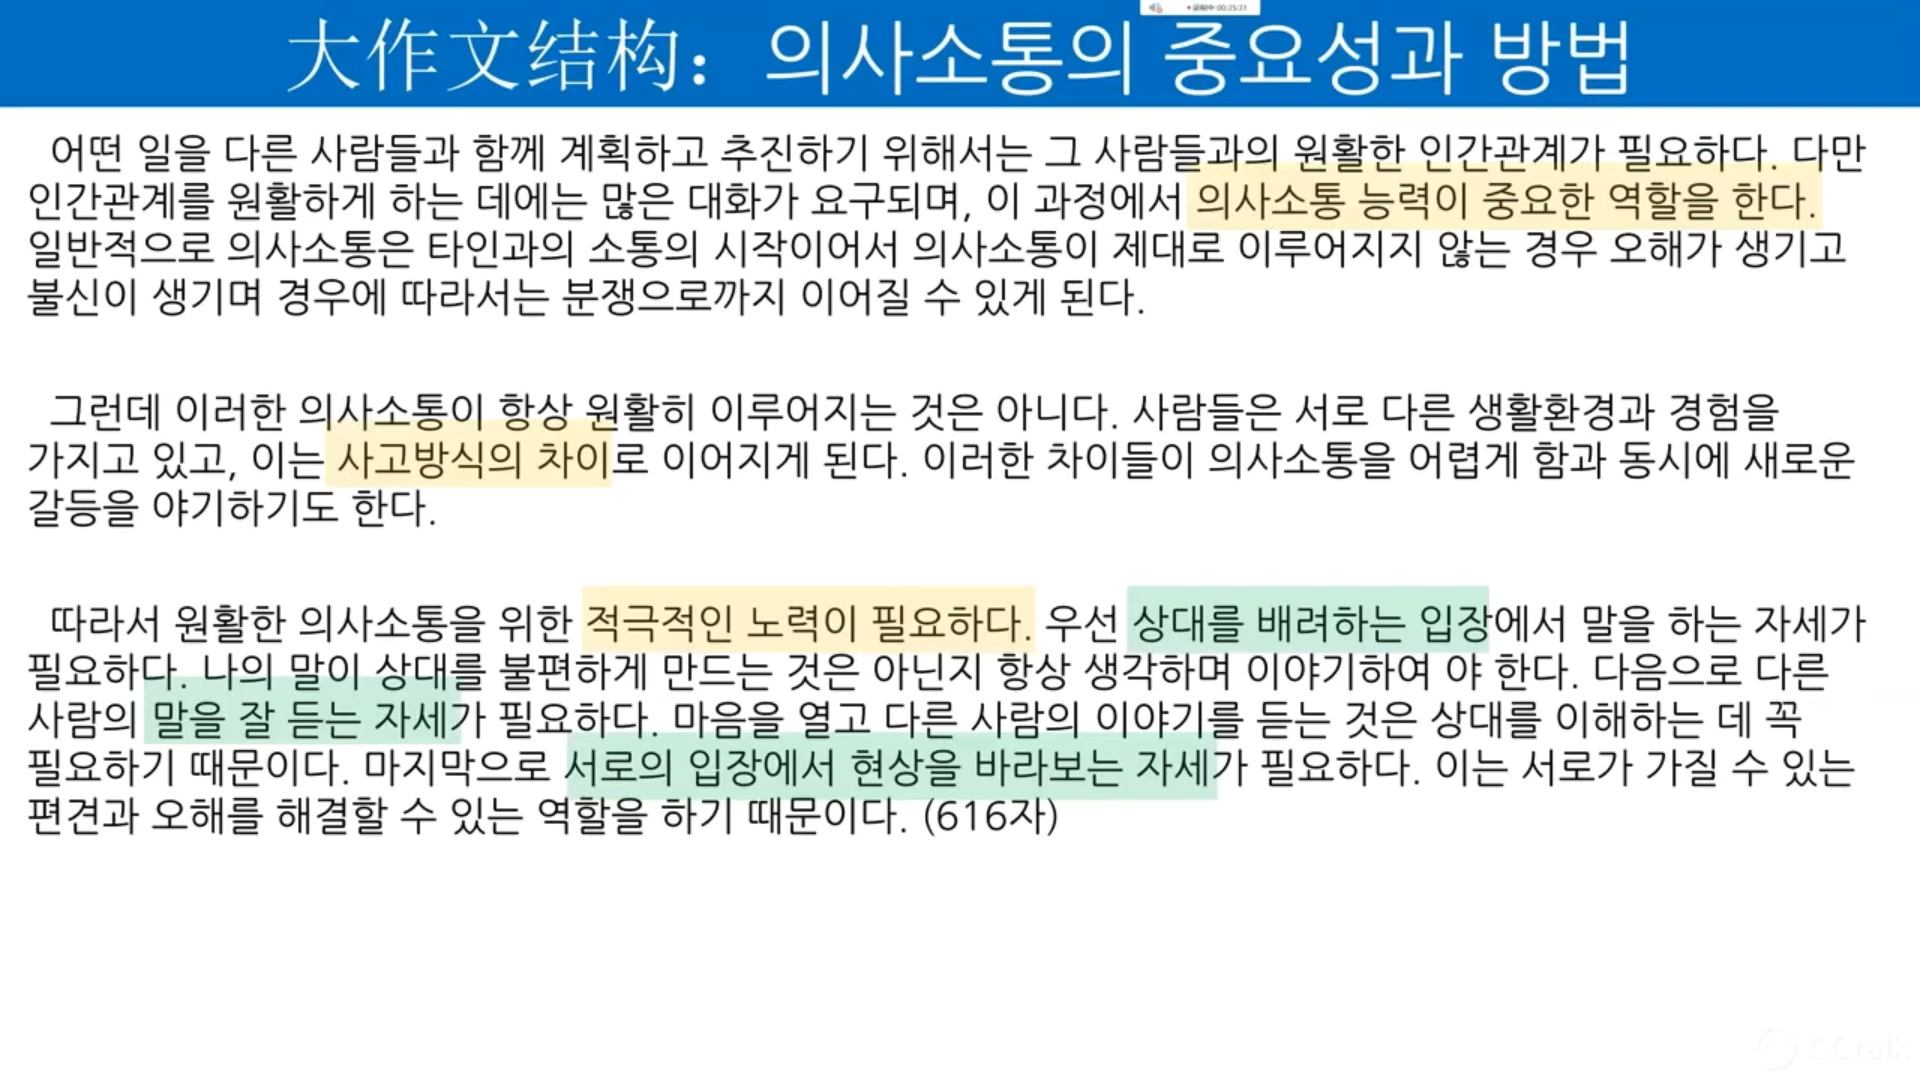 录制中 00:35:31
大作文结构：의사소통의 중요성과 방법
어떤 일을 다른 사람들과 함께 계획하고 추진하기 위해서는 그 사람들과의 원활한 인간관계가 필요하다. 다만
인간관계를 원활하게 하는 데에는 많은 대화가 요구되며, 이 과정에서 의사소통 능력이 중요한 역할을 한다.
일반적으로 의사소통은 타인과의 소통의 시작이어서 의사소통이 제대로 이루어지지 않는 경우 오해가 생기고
불신이 생기며 경우에 따라서는 분쟁으로까지 이어질 수 있게 된다.
그런데 이러한 의사소통이 항상 원활히 이루어지는 것은 아니다. 사람들은 서로 다른 생활환경과 경험을
가지고 있고, 이는 사고방식의 차이로 이어지게 된다. 이러한 차이들이 의사소통을 어렵게 함과 동시에 새로운
갈등을 야기하기도 한다.
따라서 원활한 의사소통을 위한 적극적인 노력이 필요하다. 우선 상대를 배려하는 입장에서 말을 하는 자세가
필요하다. 나의 말이 상대를 불편하게 만드는 것은 아닌지 항상 생각하며 이야기하여 야 한다. 다음으로 다른
사람의 말을 잘 듣는 자세가 필요하다. 마음을 열고 다른 사람의 이야기를 듣는 것은 상대를 이해하는 데 꼭
필요하기 때문이다. 마지막으로 서로의 입장에서 현상을 바라보는 자세가 필요하다. 이는 서로가 가질 수 있는
편견과 오해를 해결할 수 있는 역할을 하기 때문이다. (616자)
CCtalk